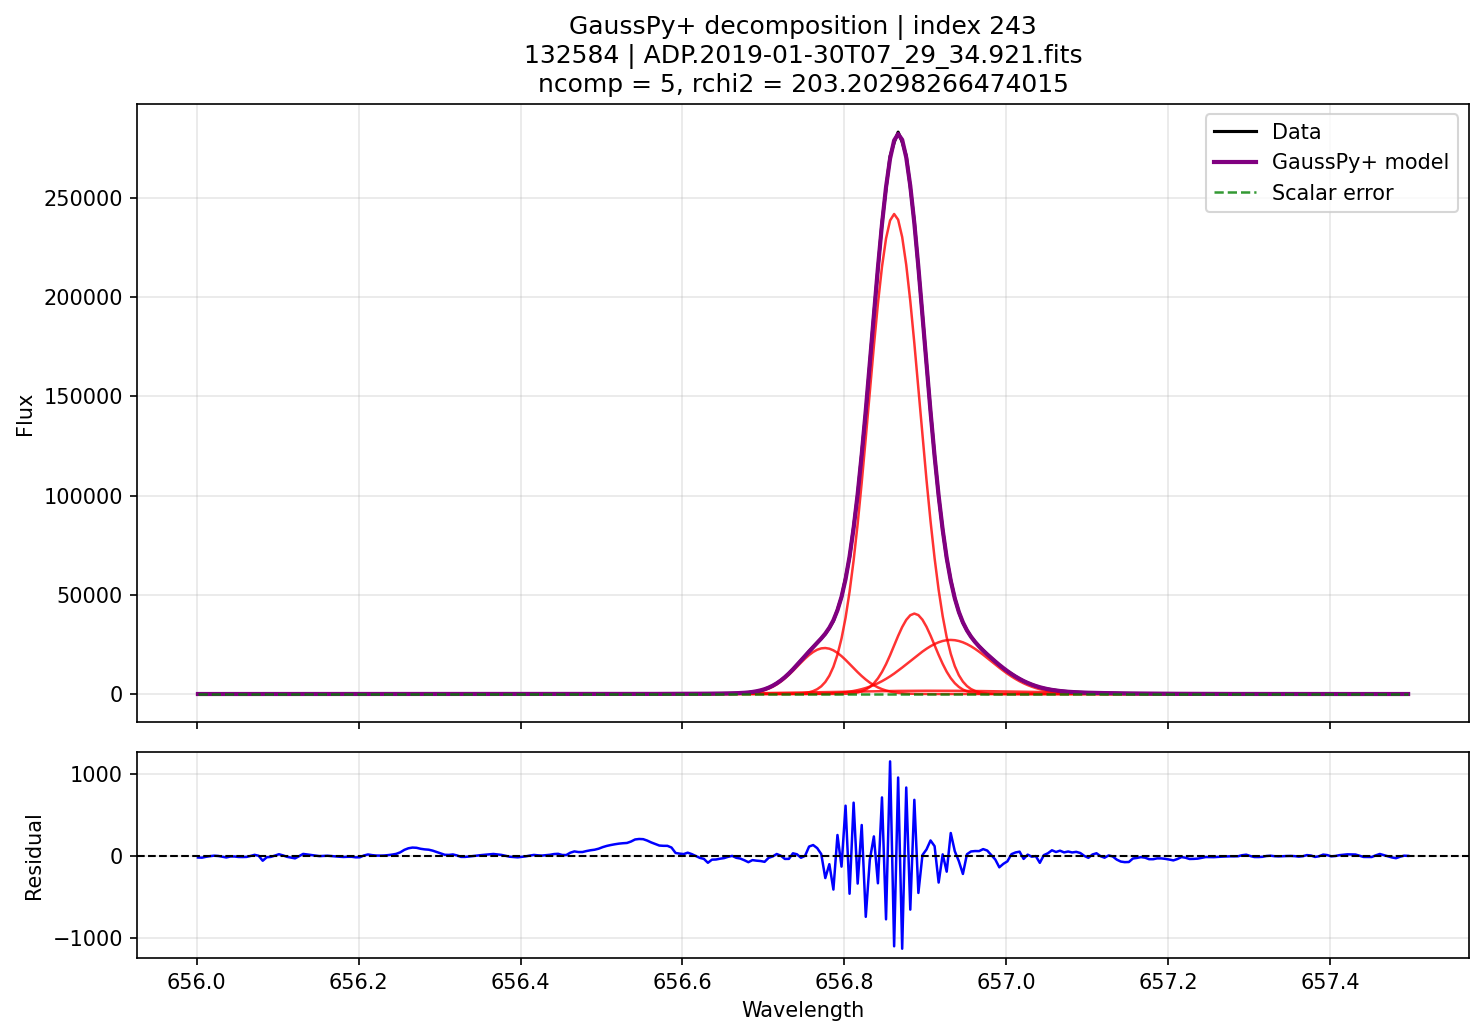 GaussPy+ decomposition | index 243
132584 | ADP.2019-01-30T07_29_34.921.fits
ncomp = 5, rchi2 = 203.20298266474015
Data
GaussPy+ model
Scalar error
Flux
250000
200000
150000
100000
50000
0
Residual
1000
0
−1000
656.0
656.2
656.4
656.6
656.8
657.0
657.2
657.4
Wavelength